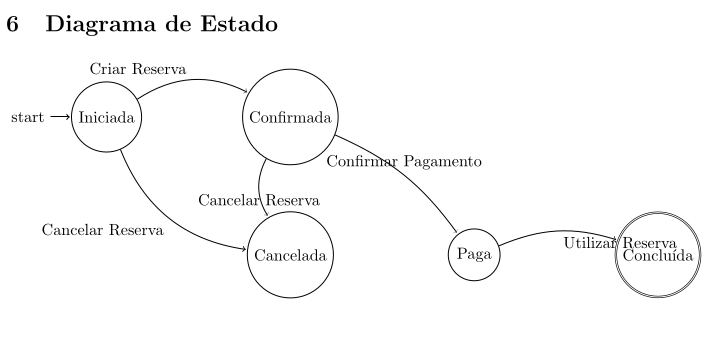 6 Diagrama de Estado
Criar Reserva
start
Iniciada
Confirmada
Confirmar Pagamento
Cancelar Reserva
Cancelar Reserva
Utilizar Reserva
Cancelada
Paga
Concluída